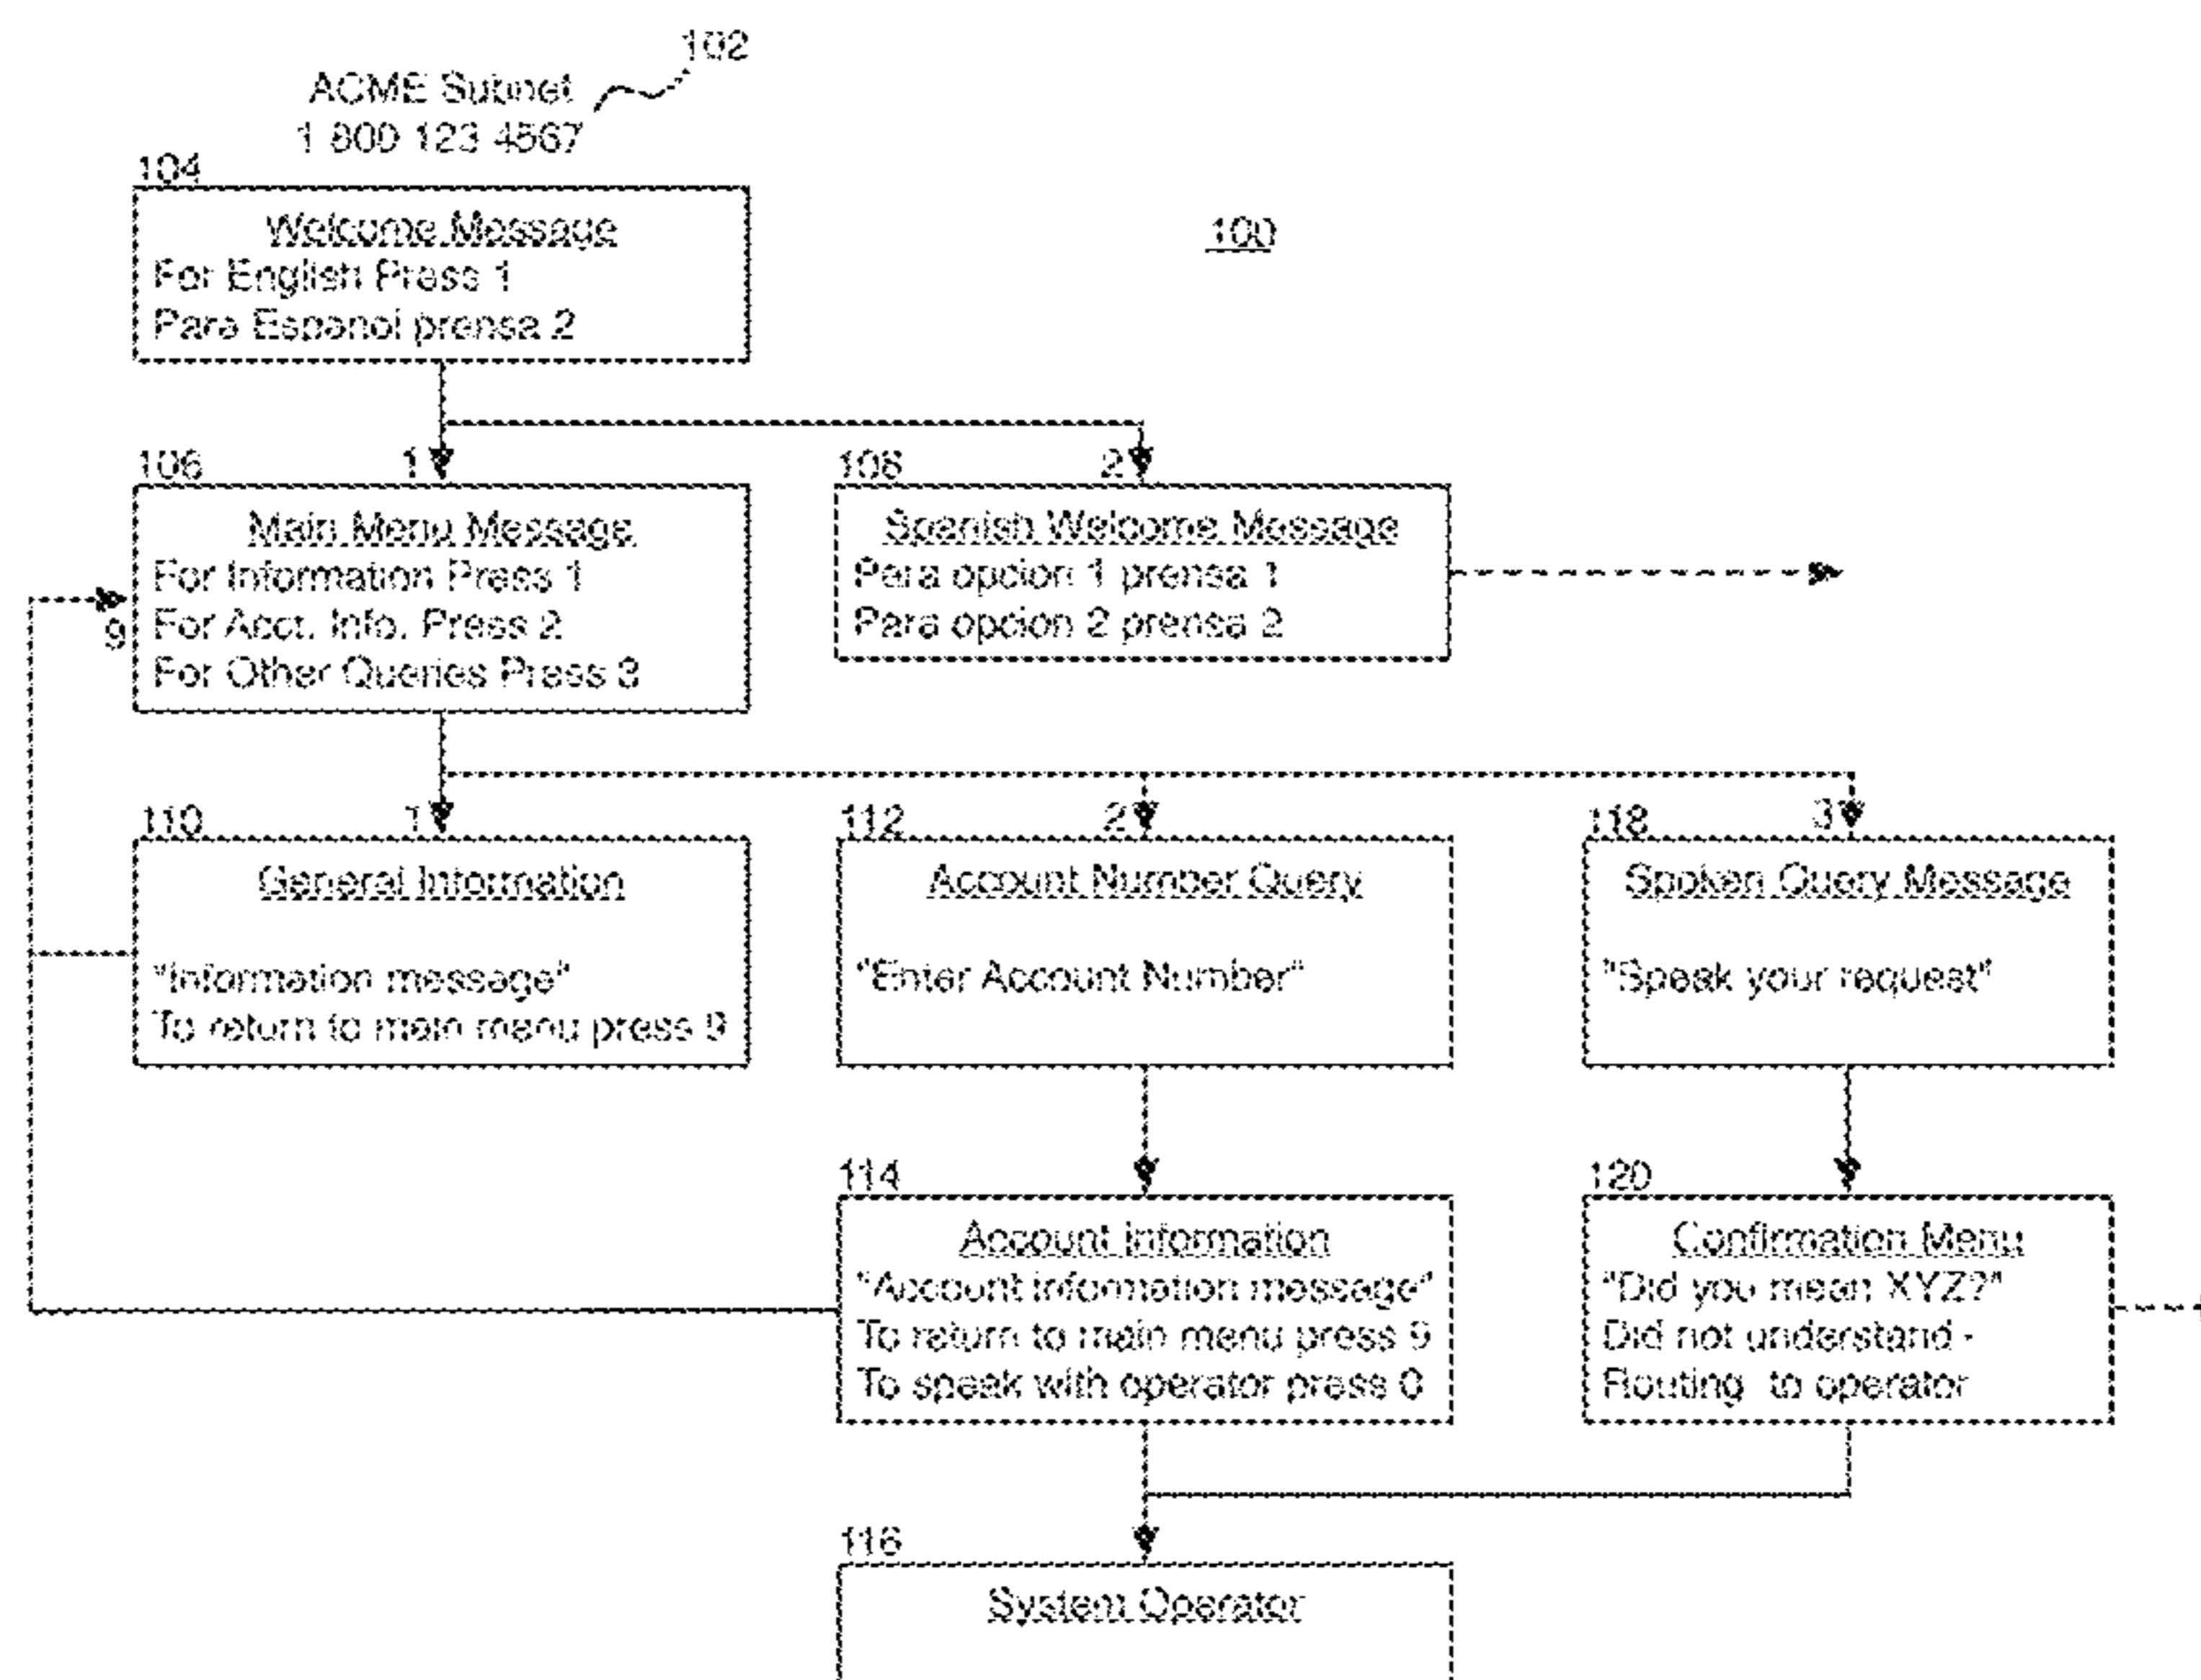 102
ACME Subnet
1 800 123 4567
104
Welcome Message
For English Press 1
Para Espanol prensa 2
100
106
1
108
2
Main Menu Message
For Information Press 1
For Acct. Info. Press 2
For Other Queries Press 3
9
Spanish Welcome Message
Para opcion 1 prensa 1
Para opcion 2 prensa 2
110
1
112
2
118
3
General Information
"Information message"
To return to main menu press 9
Account Number Query
"Enter Account Number"
Spoken Query Message
"Speak your request"
114
Account Information
"Account information message"
To return to main menu press 9
To speak with operator press 0
120
Confirmation Menu
"Did you mean XYZ?"
Did not understand -
Routing to operator
116
System Operator